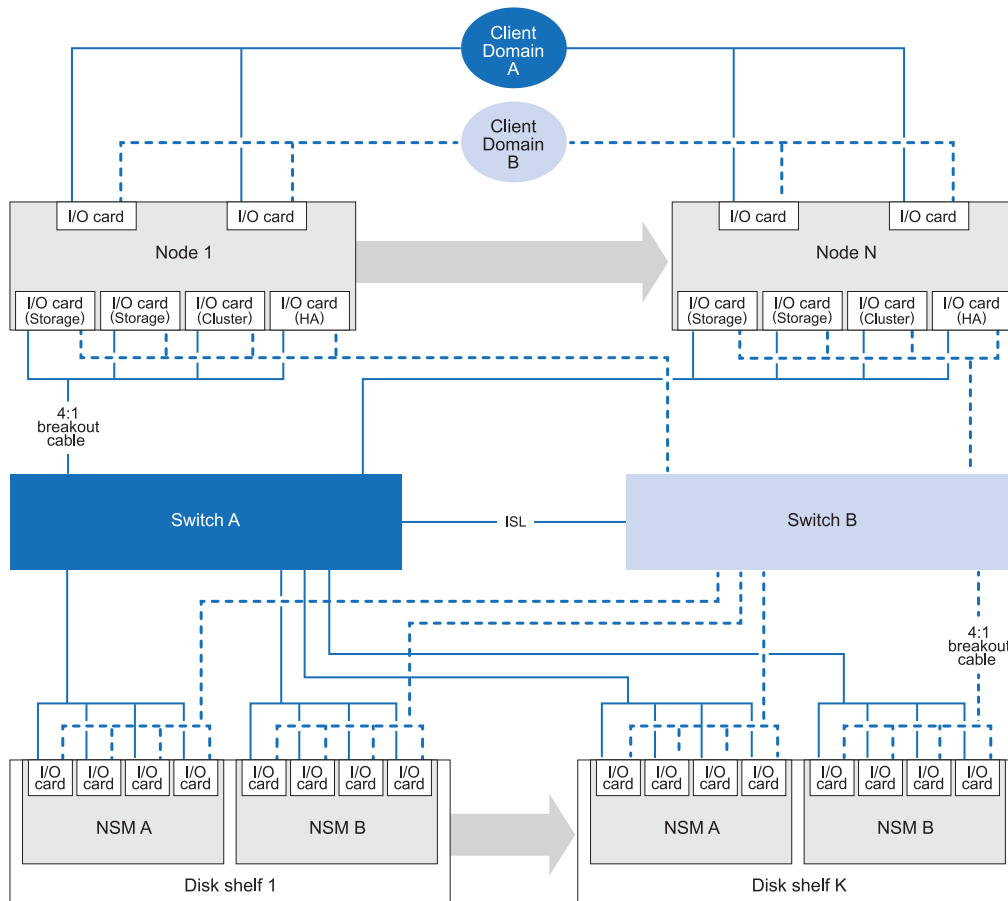 Client
Domain
A
Client
Domain
B
I/O card
I/O card
I/O card
I/O card
Node 1
Node N
I/O card
(Storage)
I/O card
(Storage)
I/O card
(Cluster)
I/O card
(HA)
I/O card
(Storage)
I/O card
(Storage)
I/O card
(Cluster)
I/O card
(HA)
4:1
breakout
cable
Switch A
ISL
Switch B
4:1
breakout
cable
I/O
card
I/O
card
I/O
card
I/O
card
I/O
card
I/O
card
I/O
card
I/O
card
I/O
card
I/O
card
I/O
card
I/O
card
I/O
card
I/O
card
I/O
card
I/O
card
NSM A
NSM B
NSM A
NSM B
Disk shelf 1
Disk shelf K